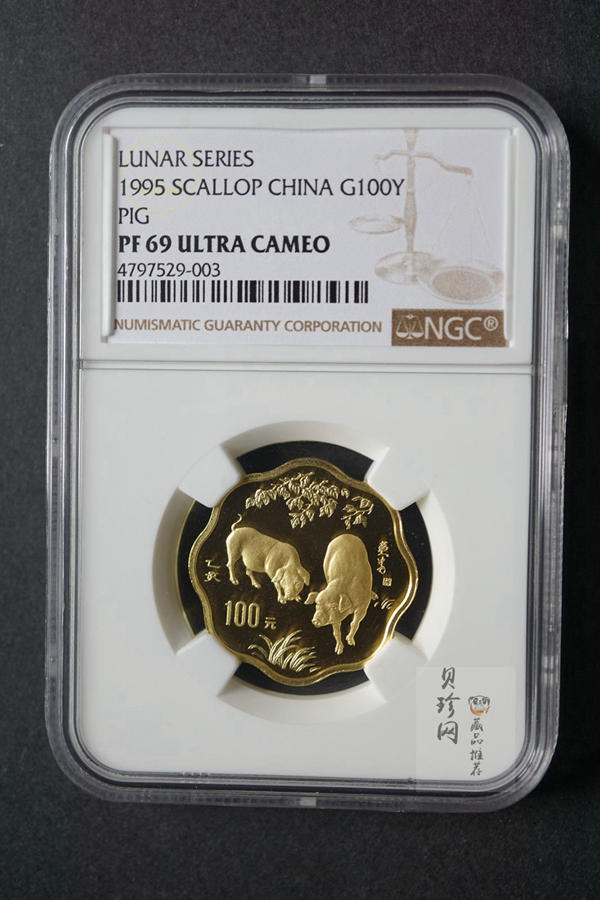 LUNAR SERIES
1995 SCALLOP CHINA G100Y
PIG
PF 69 ULTRA CAMEO
4797529-003
NUMISMATIC GUARANTY CORPORATION
NGC®
乙亥
100元
贝珍网
藏品
推荐